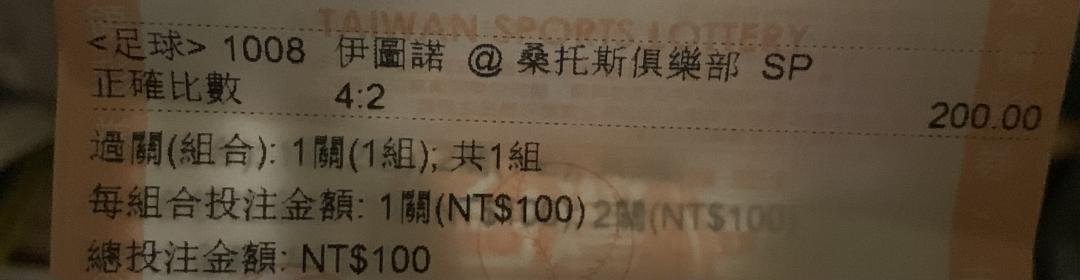 TAIWAN SPORTS LOTTERY
<足球> 1008 伊圖諾 @ 桑托斯俱樂部 SP
正確比數 4:2 200.00
過關(組合): 1關(1組); 共1組
每組合投注金額: 1關(NT$100) 2關(NT$100
總投注金額: NT$100